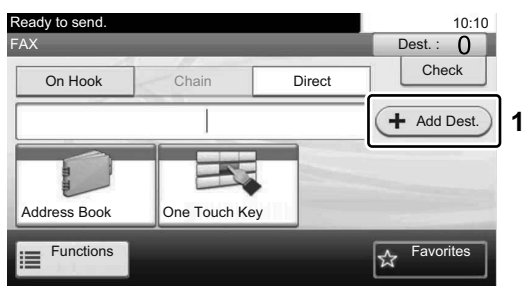 Ready to send. 10:10
FAX Dest. : 0
On Hook Chain Direct Check
+ Add Dest. 1
Address Book One Touch Key
Functions Favorites